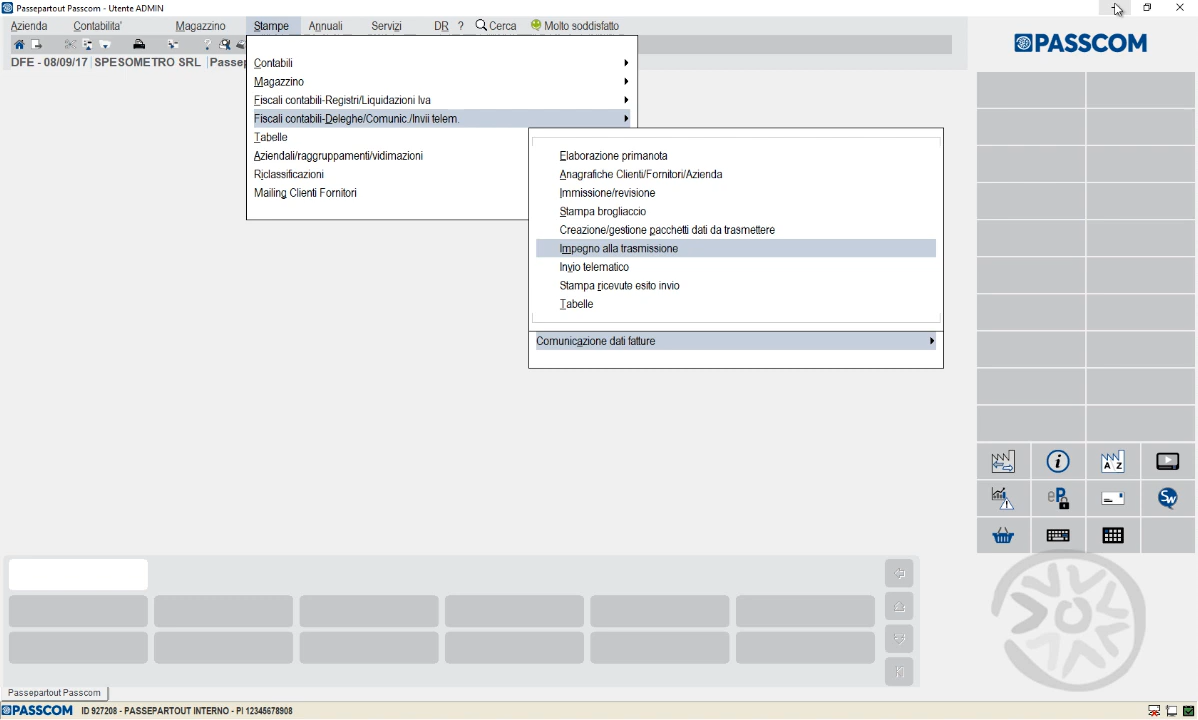 Passepartout Passcom - Utente ADMIN
Azienda Contabilita' Magazzino Stampe Annuali Servizi DR ? Cerca Molto soddisfatto
DFE - 08/09/17 SPESOMETRO SRL Passep
PASSCOM
Contabili
Magazzino
Fiscali contabili-Registri/Liquidazioni Iva
Fiscali contabili-Deleghe/Comunic./Invii telem.
Tabelle
Aziendali/raggruppamenti/vidimazioni
Riclassificazioni
Mailing Clienti Fornitori
Elaborazione primanota
Anagrafiche Clienti/Fornitori/Azienda
Immissione/revisione
Stampa brogliaccio
Creazione/gestione pacchetti dati da trasmettere
Impegno alla trasmissione
Invio telematico
Stampa ricevute esito invio
Tabelle
Comunicazione dati fatture
i A Z
eP Sw
Passepartout Passcom
PASSCOM ID 927208 - PASSEPARTOUT INTERNO - PI 12345678908